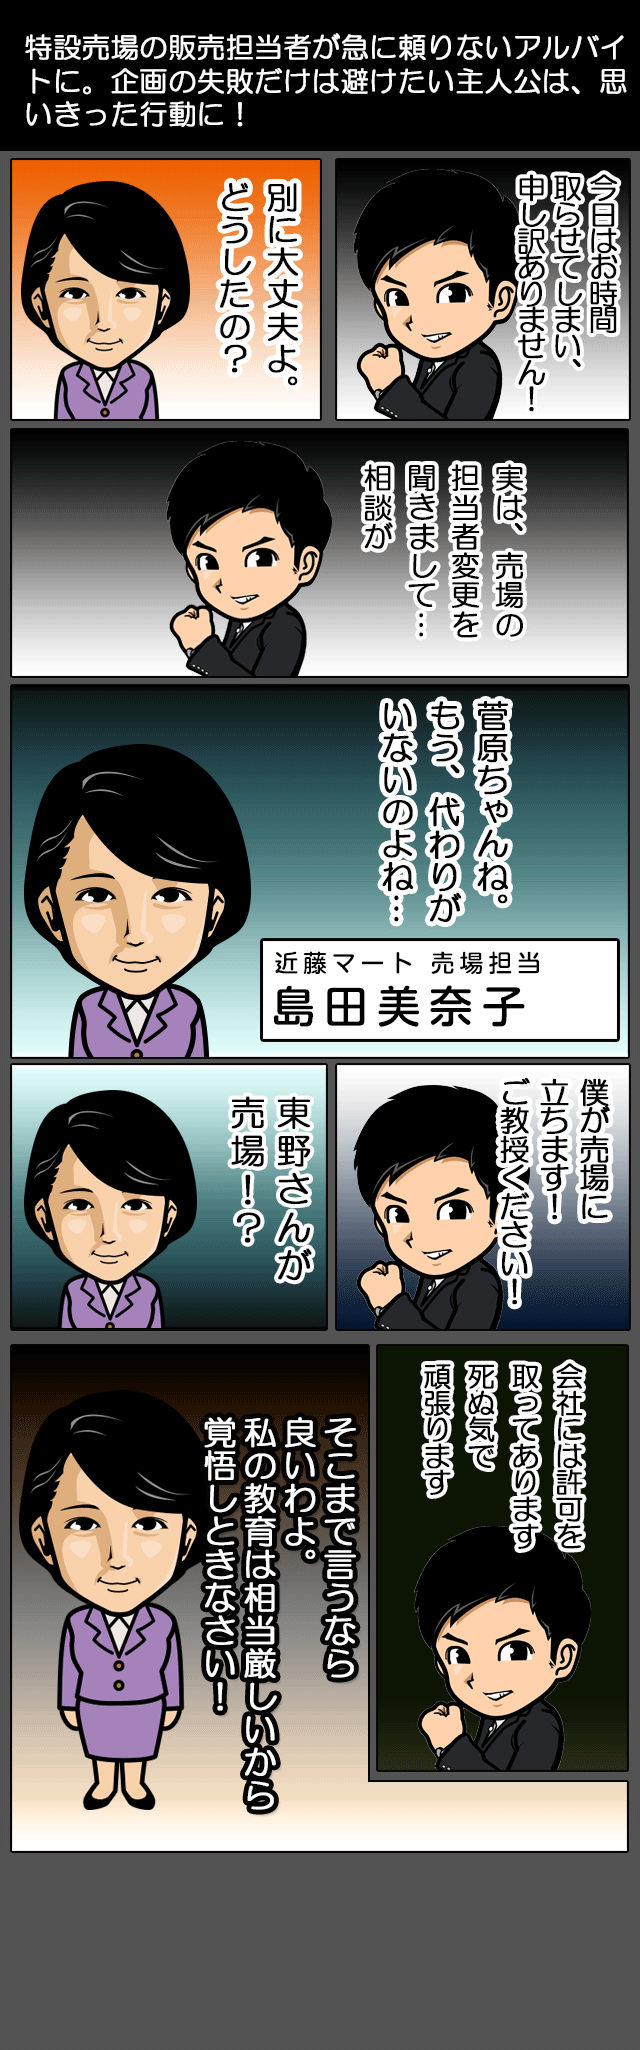 特設売場の販売担当者が急に頼りないアルバイ
トに。企画の失敗だけは避けたい主人公は、思
いきった行動に！
今日はお時間
取らせてしまい、
申し訳ありません！
別に大丈夫よ。
どうしたの？
実は、売場の
担当者変更を
聞きまして…
相談が
菅原ちゃんね。
もう、代わりが
いないのよね…
近藤マート 売場担当
島田美奈子
僕が売場に
立ちます！
ご教授ください！
東野さんが
売場！？
会社には許可を
取ってあります
死ぬ気で
頑張ります
そこまで言うなら
良いわよ。
私の教育は相当厳しいから
覚悟しときなさい！